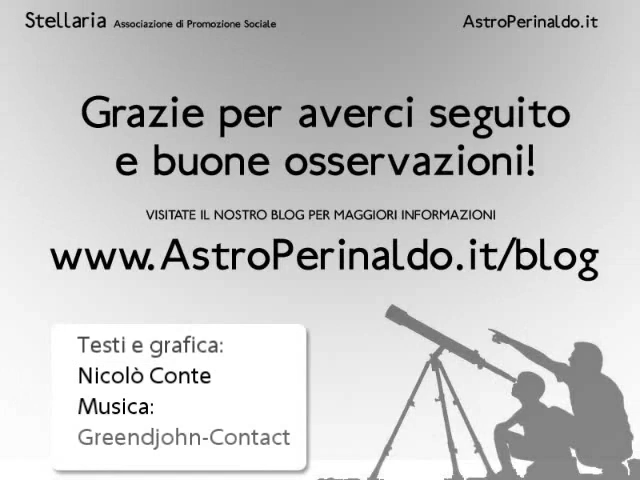 Stellaria Associazione di Promozione Sociale
AstroPerinaldo.it
Grazie per averci seguito
e buone osservazioni!
VISITATE IL NOSTRO BLOG PER MAGGIORI INFORMAZIONI
www.AstroPerinaldo.it/blog
Testi e grafica:
Nicolò Conte
Musica:
Greendjohn-Contact